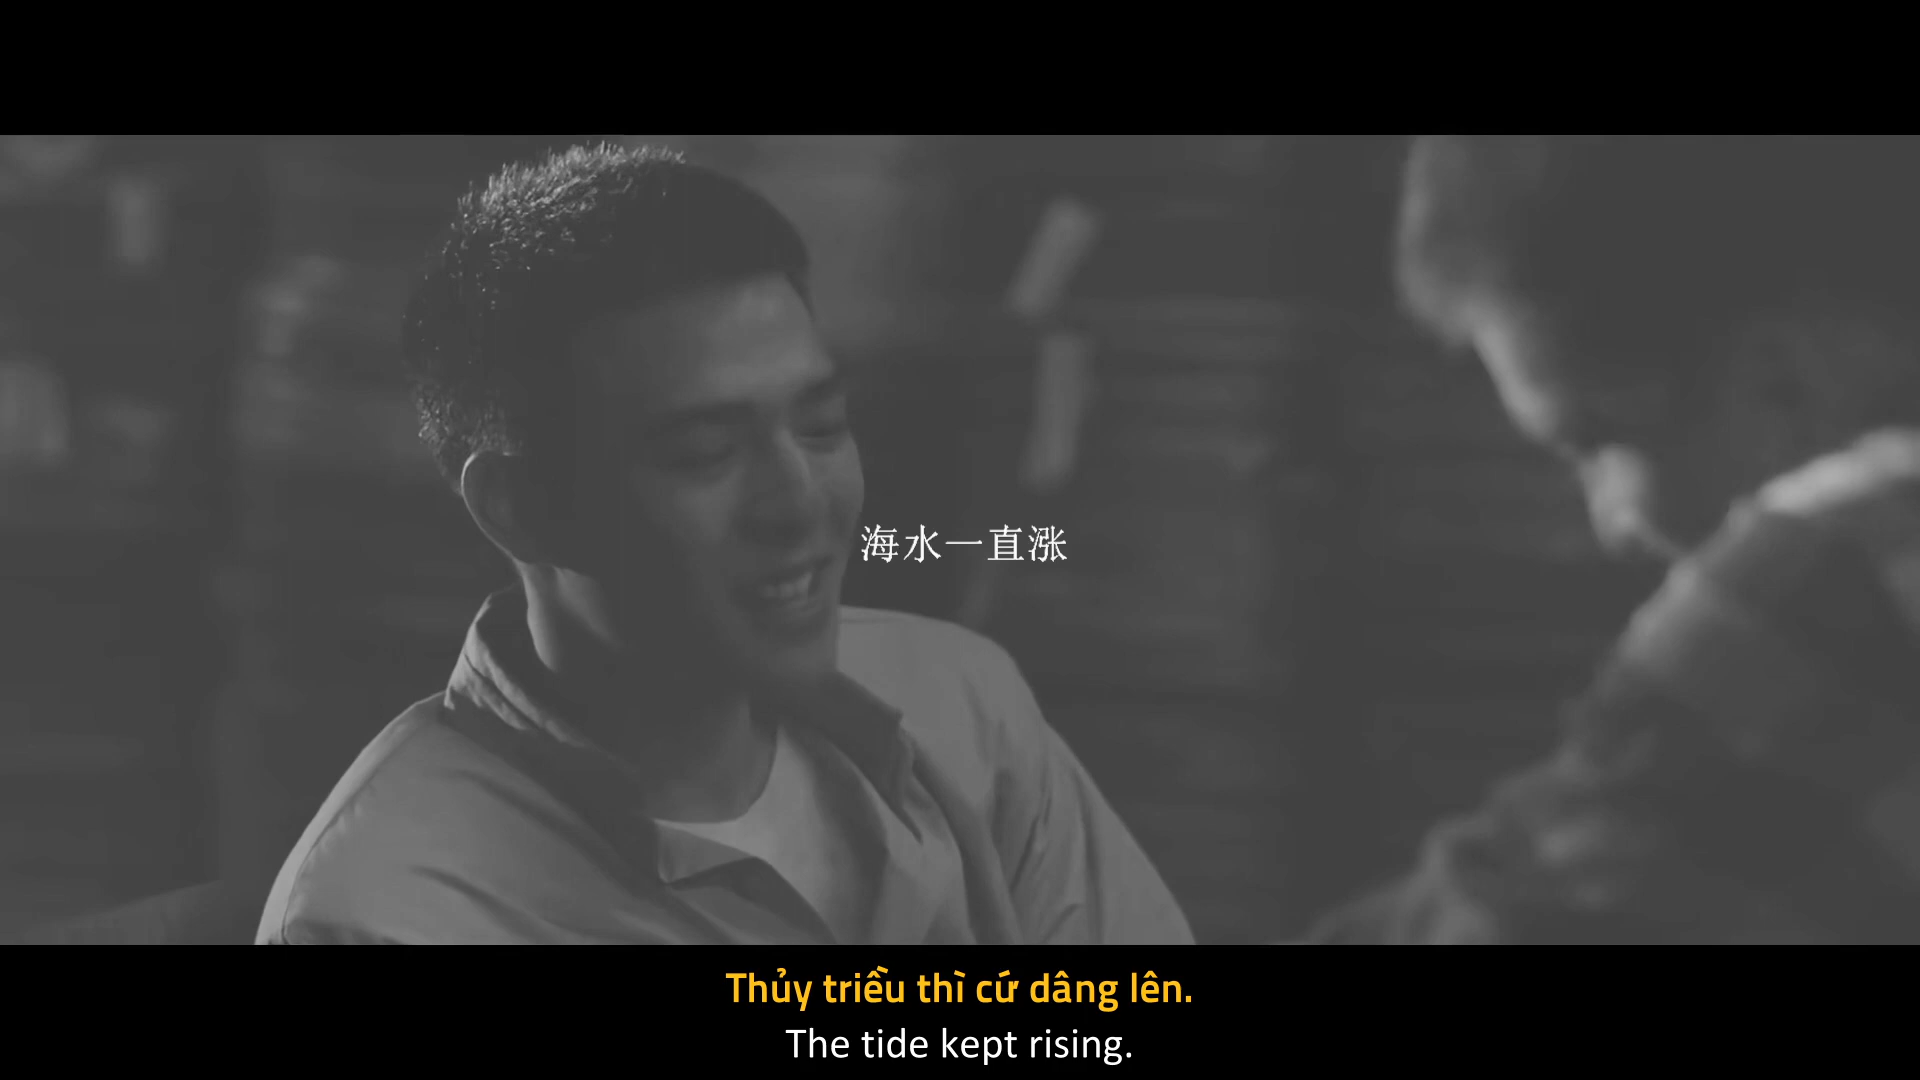 海水一直涨
Thủy triều thì cứ dâng lên.
The tide kept rising.